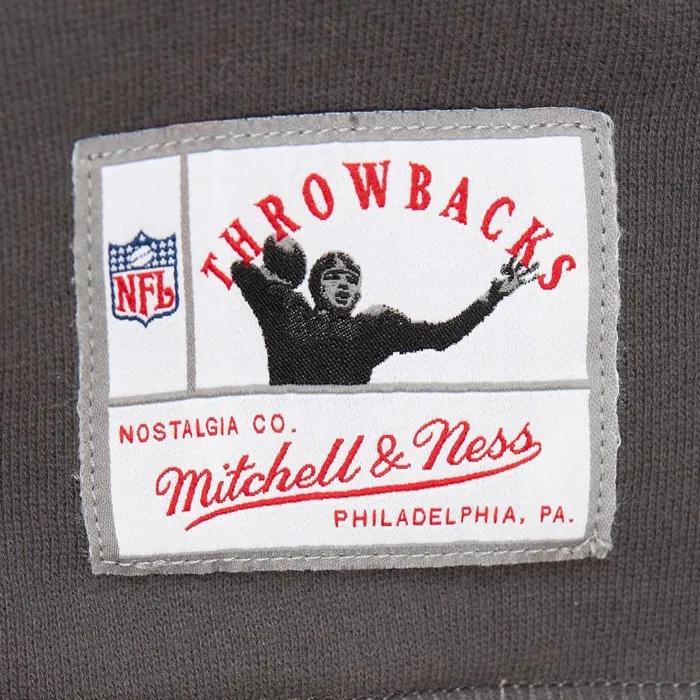 THROWBACKS
NFL
NOSTALGIA CO.
Mitchell & Ness
PHILADELPHIA, PA.